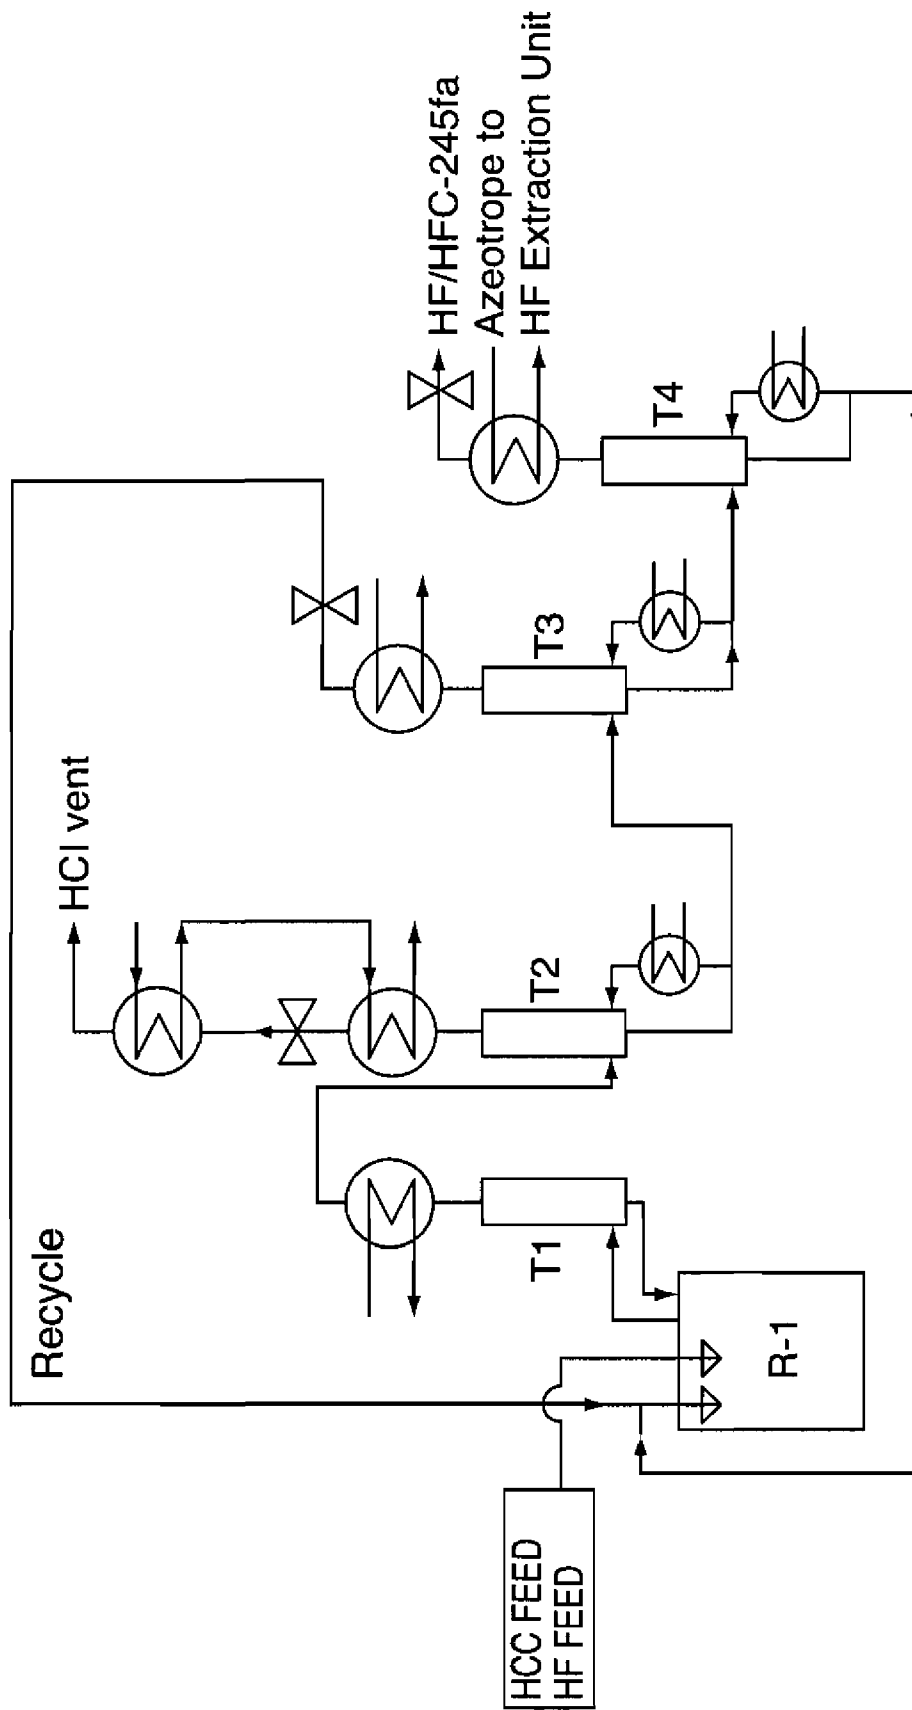 Recycle
HCl vent
HF/HFC-245fa
Azeotrope to
HF Extraction Unit
T1
T2
T3
T4
HCC FEED
HF FEED
R-1